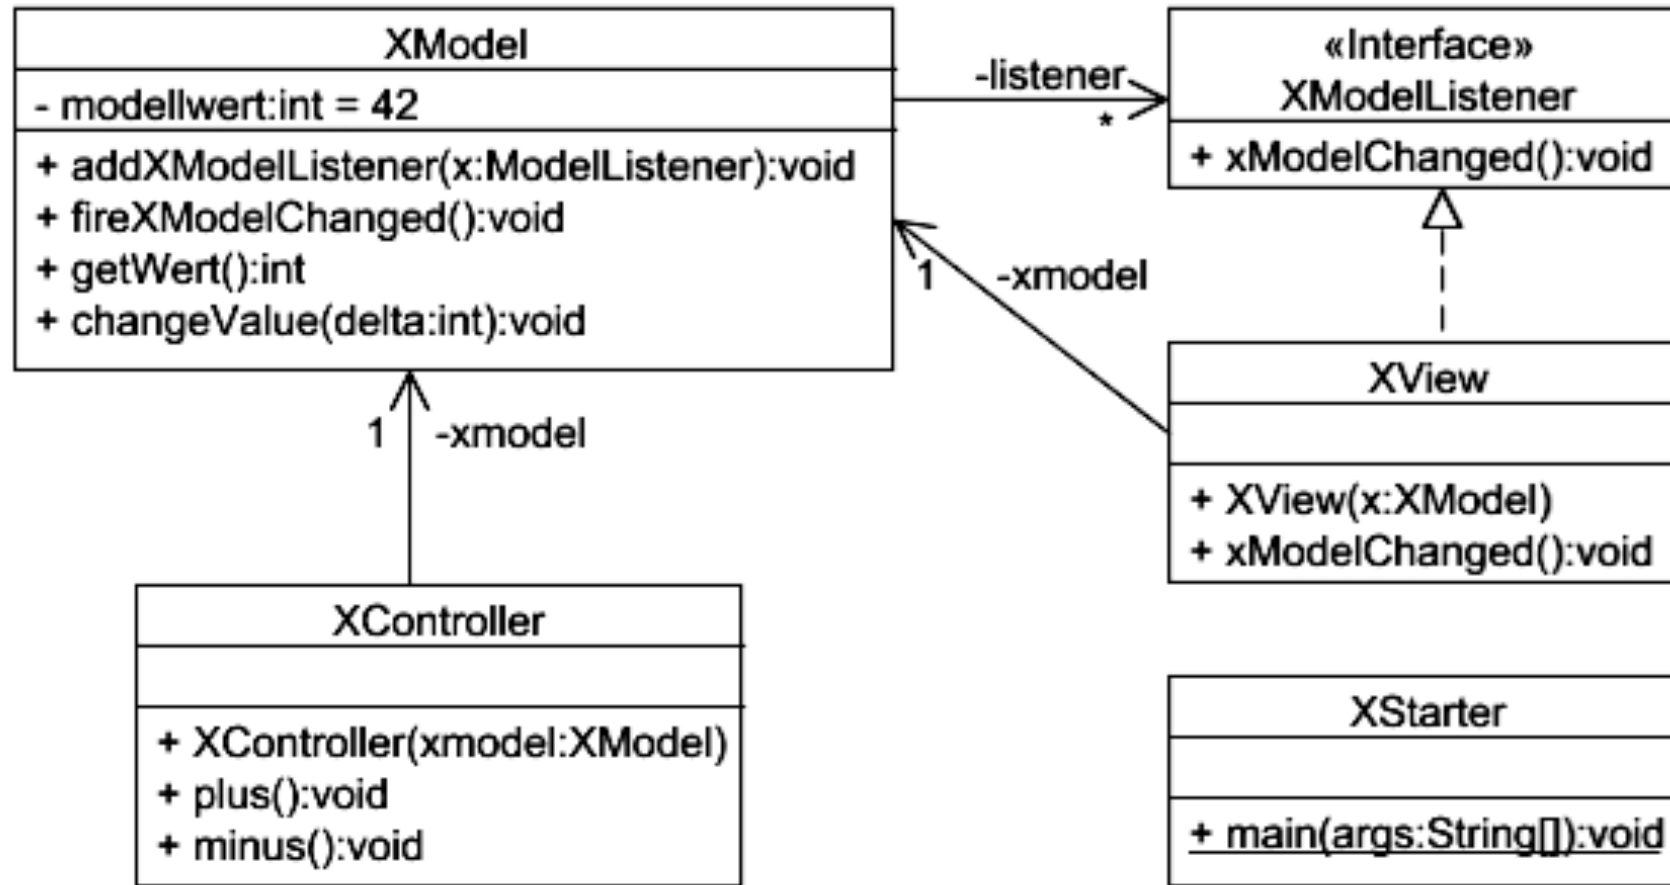 XModel
- modellwert:int = 42
+ addXModelListener(x:ModelListener):void
+ fireXModelChanged():void
+ getWert():int
+ changeValue(delta:int):void
-listener
*
«Interface»
XModelListener
+ xModelChanged():void
1
-xmodel
XView
+ XView(x:XModel)
+ xModelChanged():void
1
-xmodel
XController
+ XController(xmodel:XModel)
+ plus():void
+ minus():void
XStarter
+ main(args:String[]):void